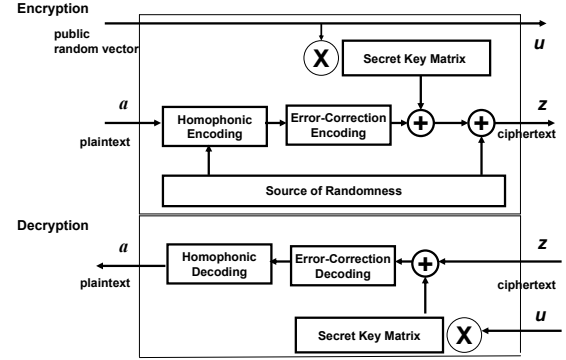 Encryption
public
random vector
u
X
Secret Key Matrix
a
z
Homophonic
Encoding
Error-Correction
Encoding
+
+
plaintext
ciphertext
Source of Randomness
Decryption
a
z
Homophonic
Decoding
Error-Correction
Decoding
+
plaintext
ciphertext
u
Secret Key Matrix
X